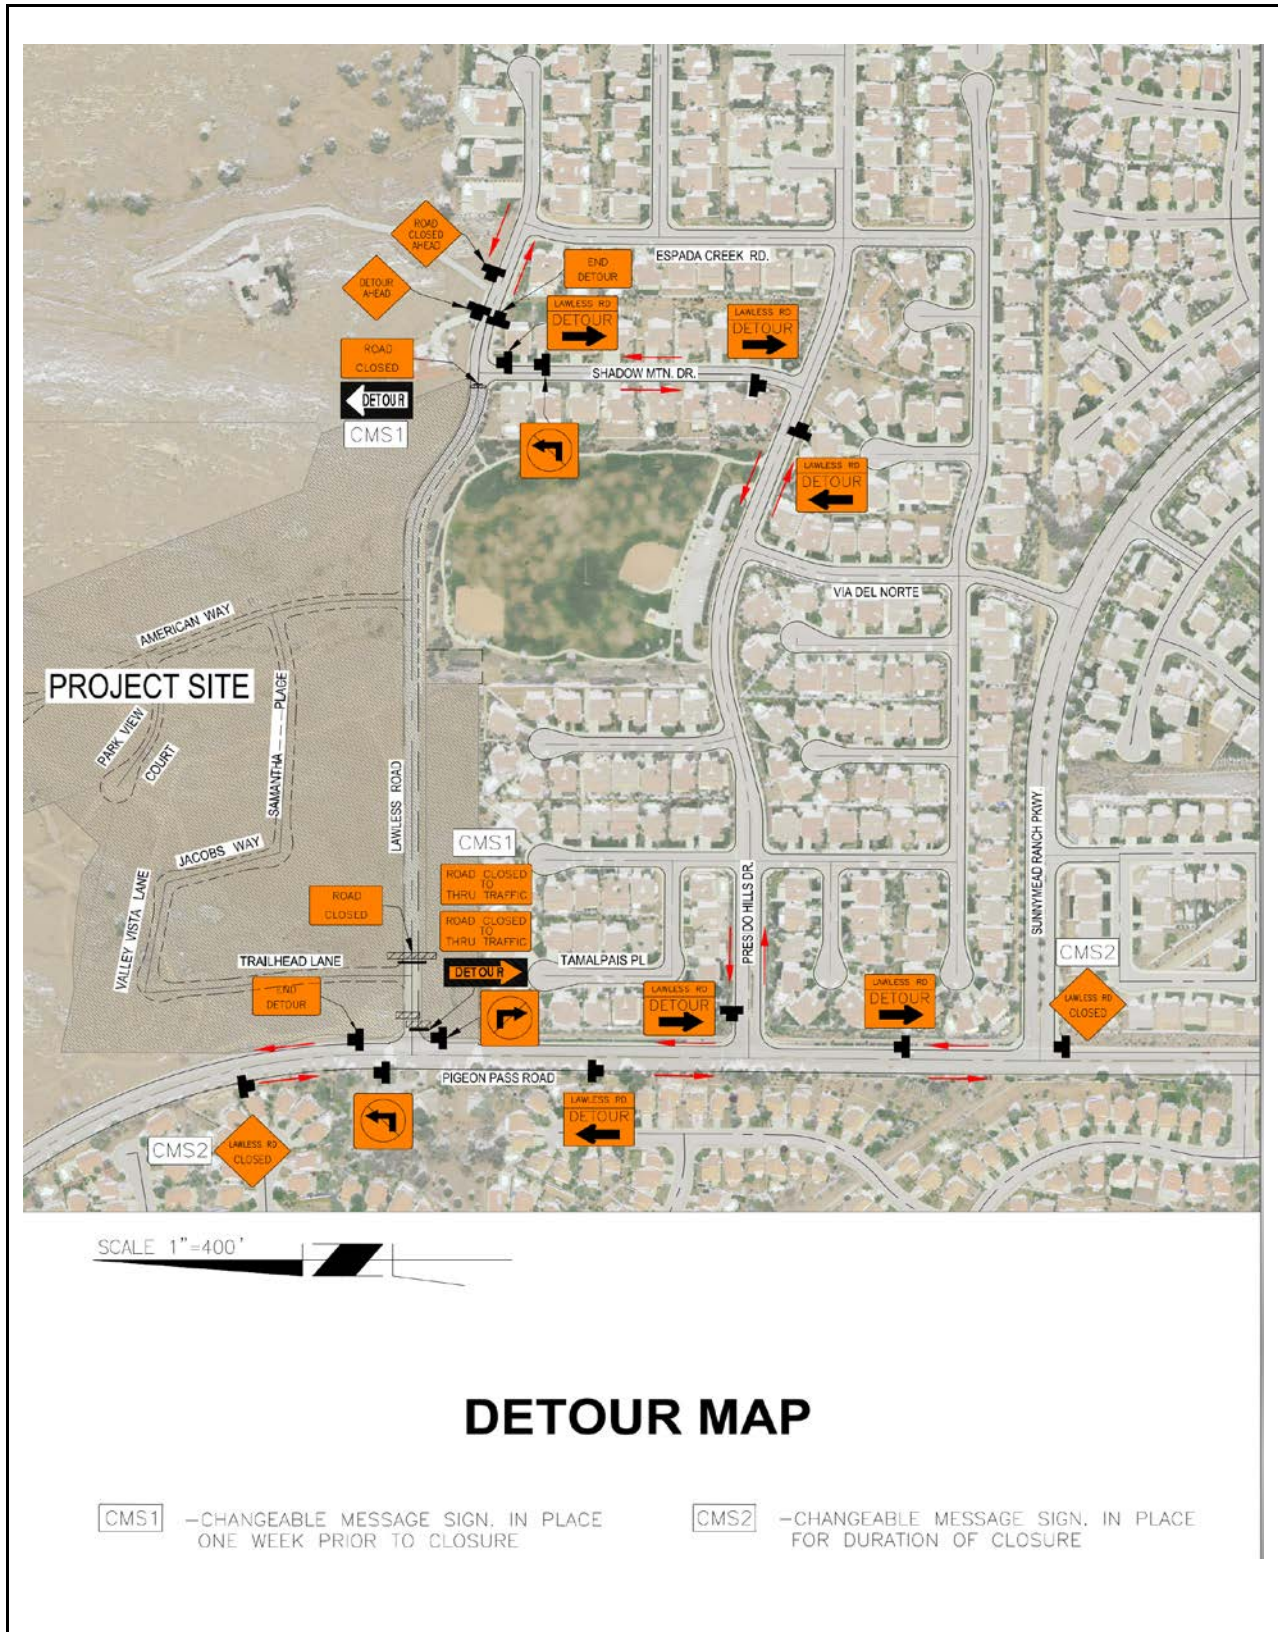 ROAD
CLOSED
AHEAD
ESPADA CREEK RD.
END
DETOUR
DETOUR
AHEAD
LAWLESS RD
DETOUR
LAWLESS RD
DETOUR
ROAD
CLOSED
DETOUR
CMS1
SHADOW MTN. DR.
LAWLESS RD
DETOUR
VIA DEL NORTE
AMERICAN WAY
PROJECT SITE
PARK VIEW
COURT
SAMANTHA PLACE
LAWLESS ROAD
JACOBS WAY
VALLEY VISTA LANE
TRAILHEAD LANE
CMS1
ROAD CLOSED
TO
THRU TRAFFIC
ROAD CLOSED
TO
THRU TRAFFIC
ROAD
CLOSED
DETOUR
TAMALPAIS PL
PRESIDO HILLS DR.
SUNNYMEAD RANCH PKWY
END
DETOUR
LAWLESS RD
DETOUR
LAWLESS RD
DETOUR
CMS2
LAWLESS RD
CLOSED
PIGEON PASS ROAD
LAWLESS RD
DETOUR
CMS2
LAWLESS RD
CLOSED
SCALE 1"=400'
DETOUR MAP
CMS1 -CHANGEABLE MESSAGE SIGN. IN PLACE
ONE WEEK PRIOR TO CLOSURE
CMS2 -CHANGEABLE MESSAGE SIGN. IN PLACE
FOR DURATION OF CLOSURE